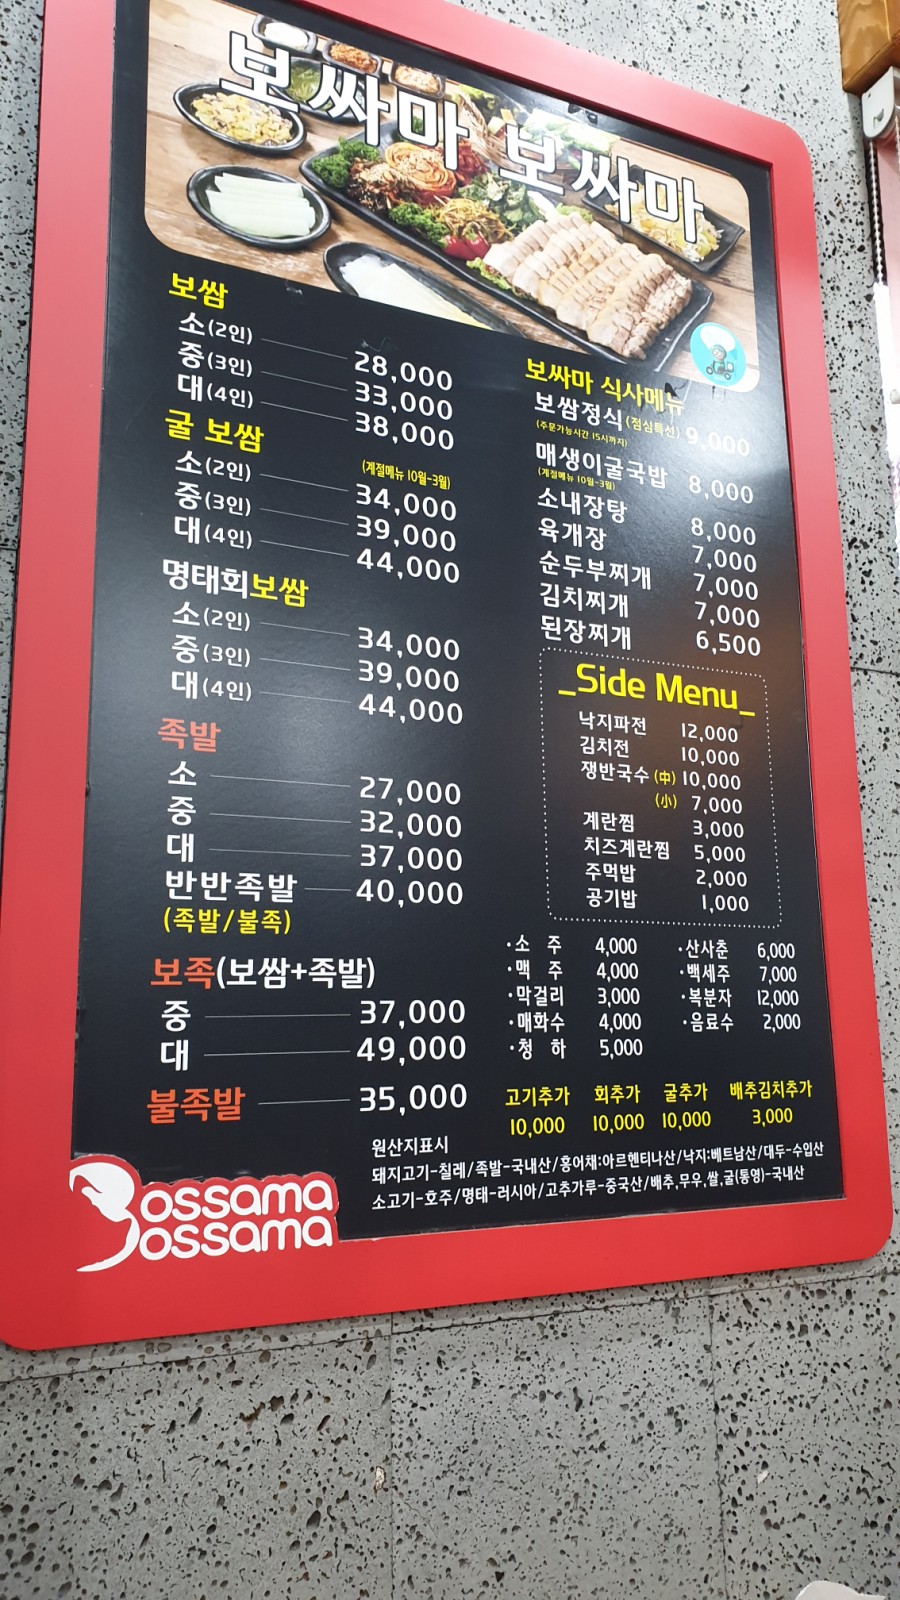 보싸마 보싸마
보쌈
소(2인) 28,000
중(3인) 33,000
대(4인) 38,000
굴 보쌈
(계절메뉴 10월-3월)
소(2인) 34,000
중(3인) 39,000
대(4인) 44,000
명태회보쌈
소(2인) 34,000
중(3인) 39,000
대(4인) 44,000
족발
소 27,000
중 32,000
대 37,000
반반족발 40,000
(족발/불족)
보족(보쌈+족발)
중 37,000
대 49,000
불족발 35,000
보싸마 식사메뉴
보쌈정식 (점심특선) 9,000
(주문가능시간 15시까지)
매생이굴국밥 8,000
(계절메뉴 10월-3월)
소내장탕 8,000
육개장 7,000
순두부찌개 7,000
김치찌개 7,000
된장찌개 6,500
_Side Menu_
낙지파전 12,000
김치전 10,000
쟁반국수 (中) 10,000
(小) 7,000
계란찜 3,000
치즈계란찜 5,000
주먹밥 2,000
공기밥 1,000
·소 주 4,000
·맥 주 4,000
·막걸리 3,000
·매화수 4,000
·청 하 5,000
·산사춘 6,000
·백세주 7,000
·복분자 12,000
·음료수 2,000
고기추가 회추가 굴추가 배추김치추가
10,000 10,000 10,000 3,000
원산지표시
돼지고기-칠레/족발-국내산/홍어채:아르헨티나산/낙지:베트남산/대두-수입산
소고기-호주/명태-러시아/고추가루-중국산/배추,무우,쌀,굴(통영)-국내산
Bossama
Bossama